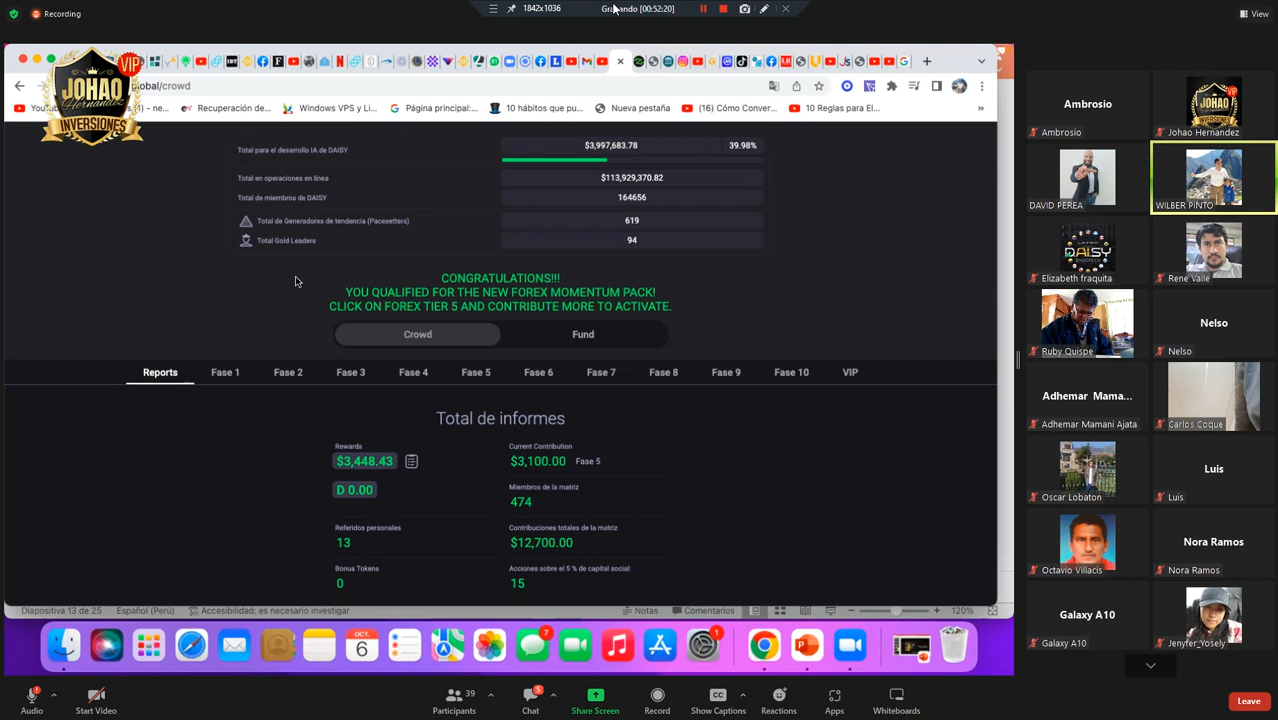 Recording
1842x1036
Grabando [00:52:20]
View
JOHAO
VIP
Hernandez
INVERSIONES
global/crowd
Recuperación de...
Windows VPS y Li...
Página principal:...
10 hábitos que pu...
Nueva pestaña
(16) Cómo Conver...
10 Reglas para El...
»
Total para el desarrollo IA de DAISY
$3,997,683.78
39.98%
Total en operaciones en línea
$113,929,370.82
Total de miembros de DAISY
164656
Total de Generadores de tendencia (Pacesetters)
619
Total Gold Leaders
94
CONGRATULATIONS!!!
YOU QUALIFIED FOR THE NEW FOREX MOMENTUM PACK!
CLICK ON FOREX TIER 5 AND CONTRIBUTE MORE TO ACTIVATE.
Crowd
Fund
Reports
Fase 1
Fase 2
Fase 3
Fase 4
Fase 5
Fase 6
Fase 7
Fase 8
Fase 9
Fase 10
VIP
Total de informes
Rewards
$3,448.43
D 0.00
Current Contribution
$3,100.00 Fase 5
Miembros de la matriz
474
Referidos personales
13
Contribuciones totales de la matriz
$12,700.00
Bonus Tokens
0
Acciones sobre el 5 % de capital social:
15
Diapositiva 13 de 25
Español (Perú)
Accesibilidad: es necesario investigar
Notas
Comentarios
120%
OCT.
6
7
1
Ambrosio
Ambrosio
Johao Hernández
DAVID PEREA
WILBER PINTO
DAISY
Elizabeth fraquita
Rene Valle
Ruby Quispe
Nelso
Nelso
Adhemar Mama...
Adhemar Mamani Ajata
Carlos Coque
Oscar Lobaton
Luis
Luis
Octavio Villacis
Nora Ramos
Nora Ramos
Galaxy A10
Galaxy A10
Jenyfer_Yosely
Audio
Start Video
39
Participants
5
Chat
Share Screen
Record
CC
Show Captions
Reactions
Apps
Whiteboards
Leave